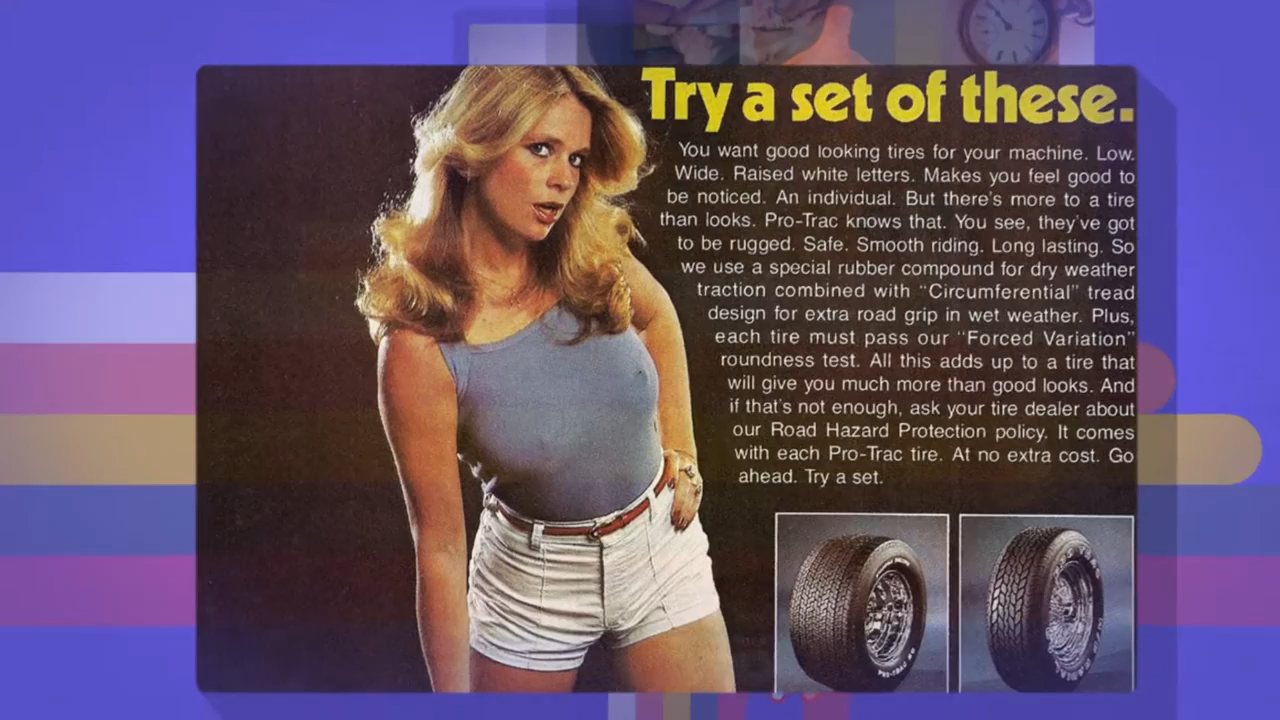 Try a set of these.
You want good looking tires for your machine. Low.
Wide. Raised white letters. Makes you feel good to
be noticed. An individual. But there's more to a tire
than looks. Pro-Trac knows that. You see, they've got
to be rugged. Safe. Smooth riding. Long lasting. So
we use a special rubber compound for dry weather
traction combined with "Circumferential" tread
design for extra road grip in wet weather. Plus,
each tire must pass our "Forced Variation"
roundness test. All this adds up to a tire that
will give you much more than good looks. And
if that's not enough, ask your tire dealer about
our Road Hazard Protection policy. It comes
with each Pro-Trac tire. At no extra cost. Go
ahead. Try a set.